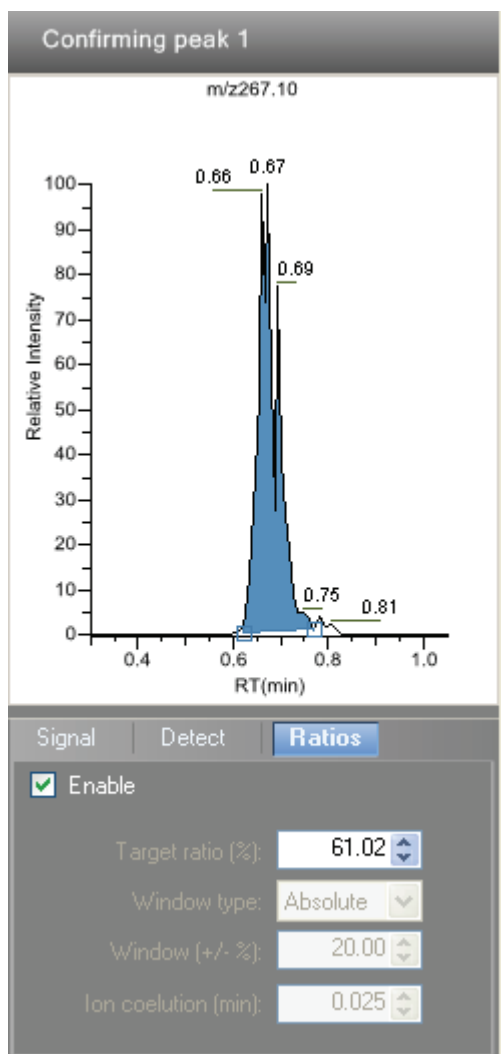 Confirming peak 1
m/z267.10
0.66 0.67
0.69
0.75
0.81
100
90
80
70
60
50
40
30
20
10
0
Relative Intensity
0.4 0.6 0.8 1.0
RT(min)
Signal Detect Ratios
Enable
Target ratio (%): 61.02
Window type: Absolute
Window (+/- %): 20.00
Ion coelution (min): 0.025